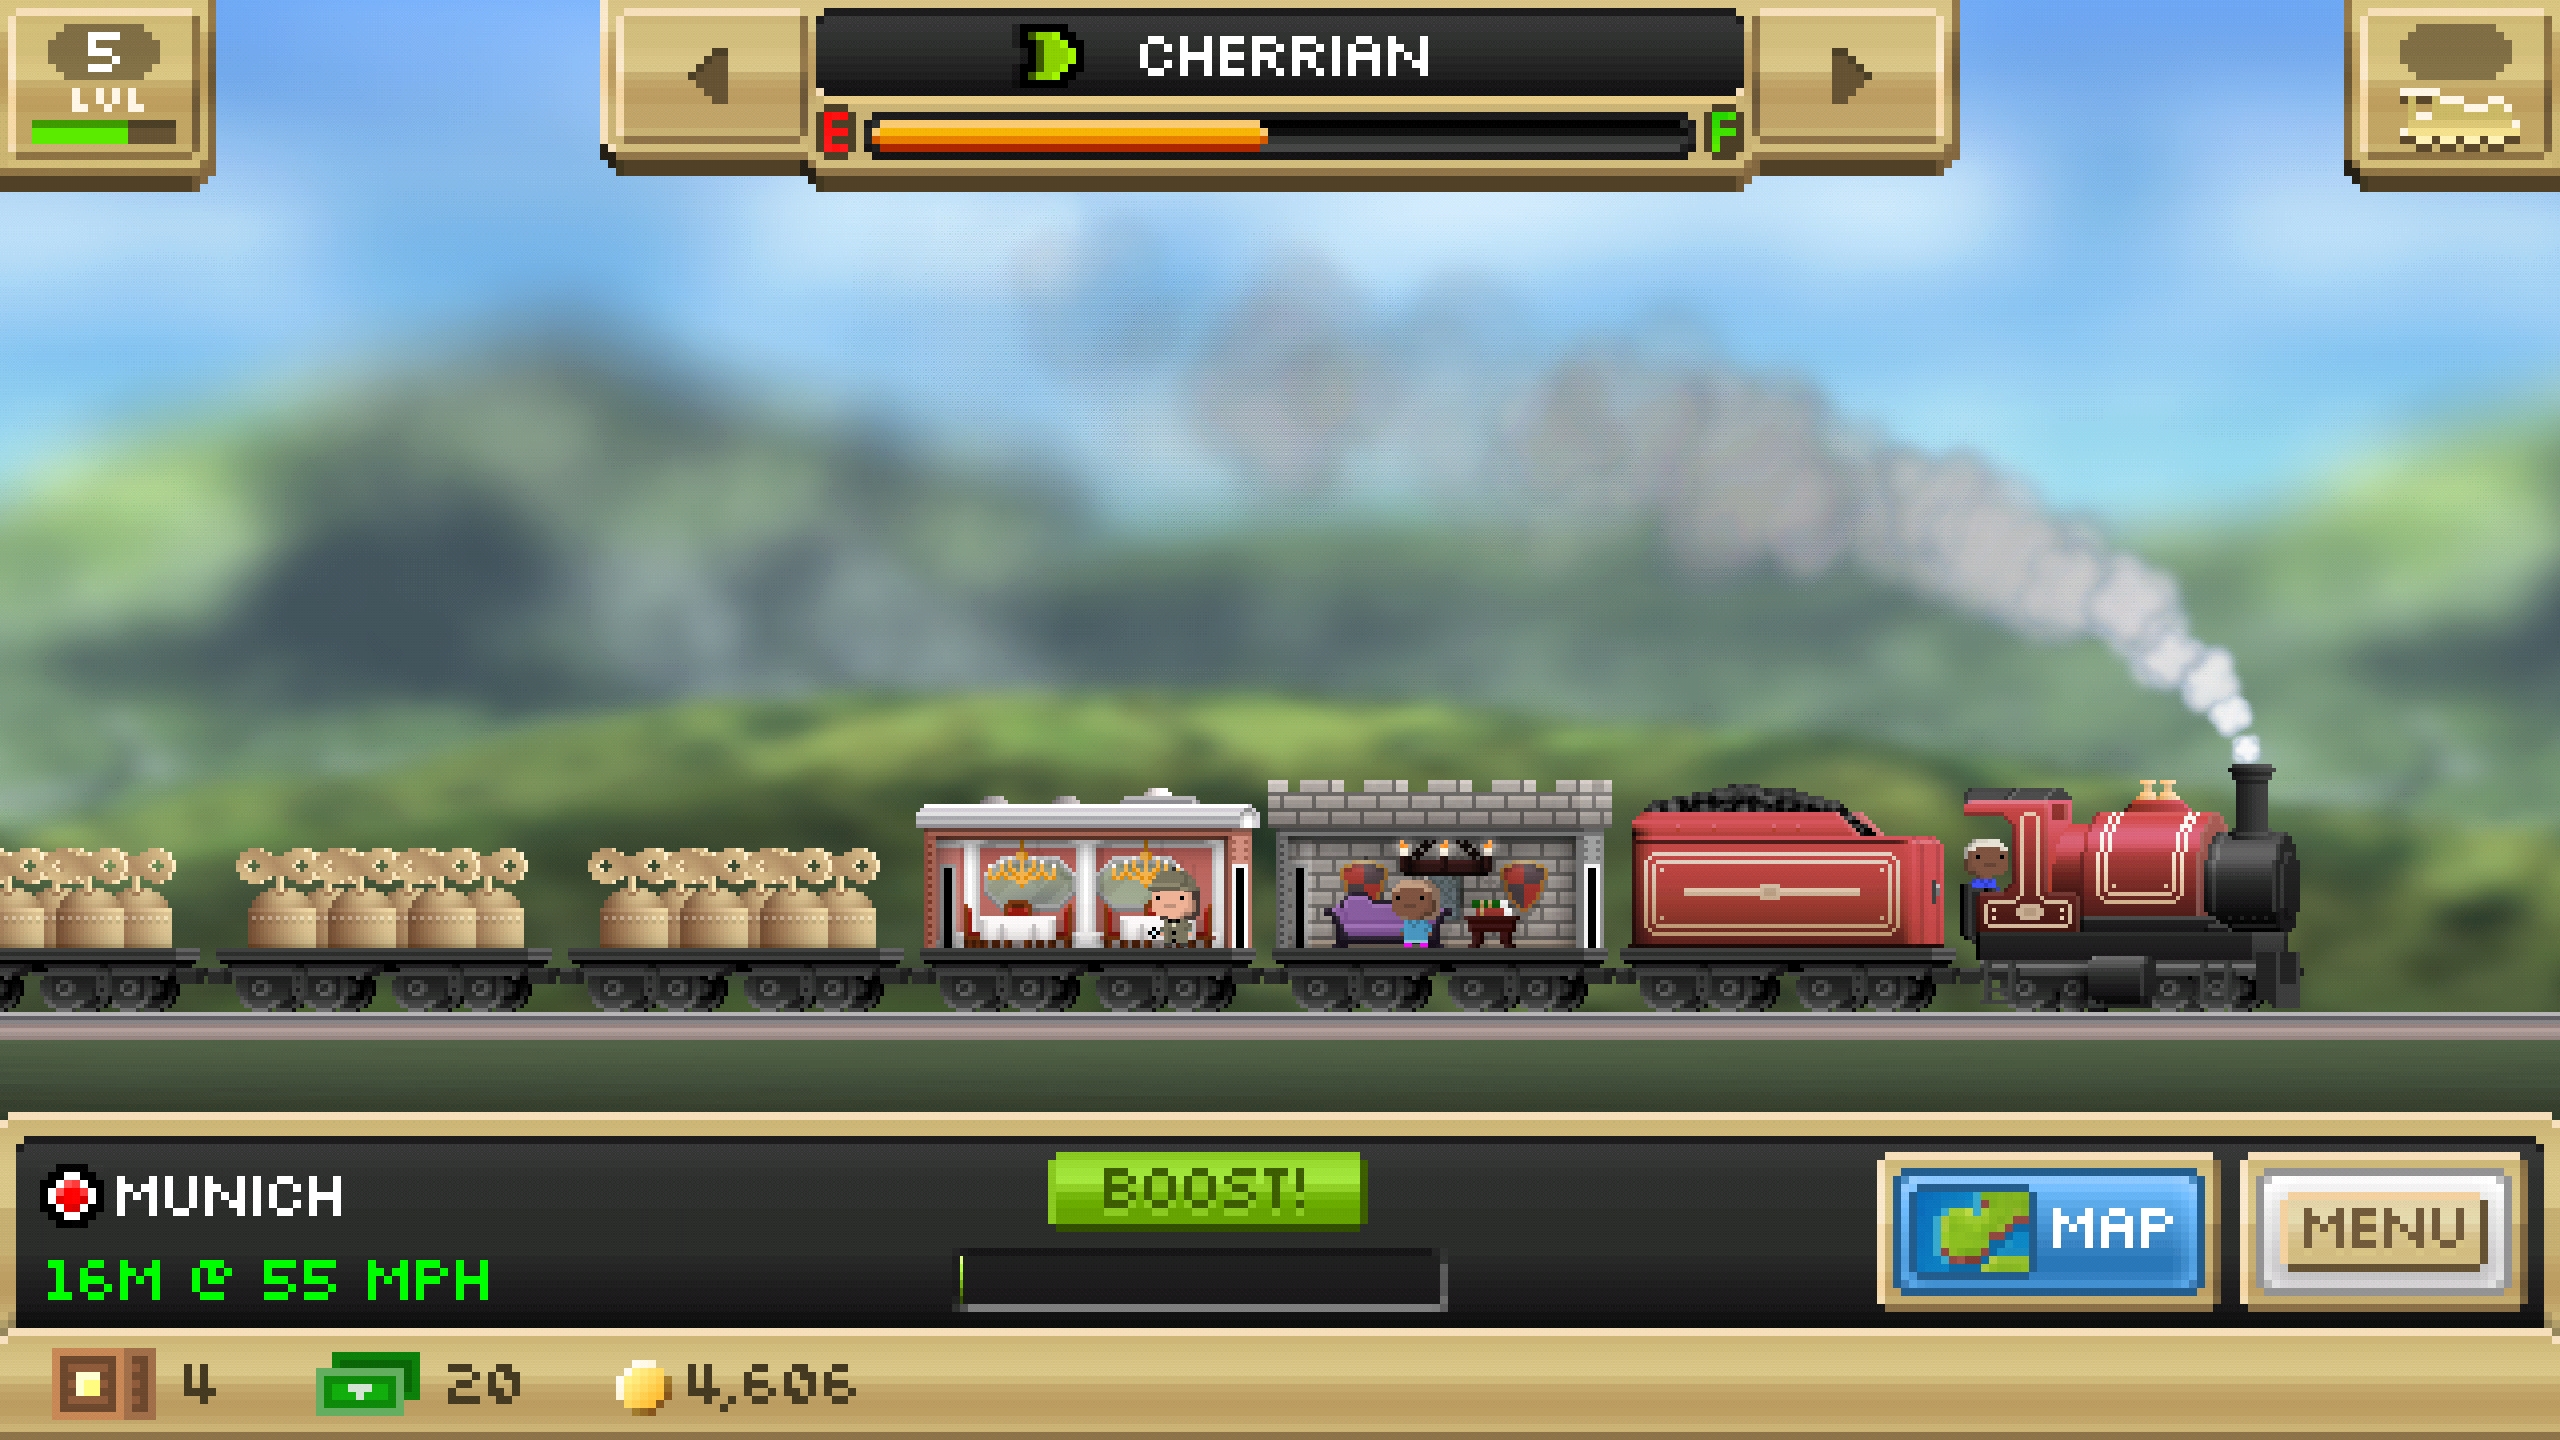 5
LVL
CHERRIAN
E F
MUNICH
16M @ 55 MPH
BOOST!
MAP
MENU
4 20 4,606